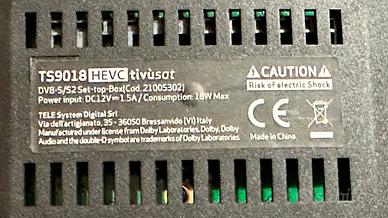 TS9018 HEVC tivùsat
DVB-S/S2 Set-top-Box(Cod. 21005302)
Power input: DC12V⎓1.5A / Consumption: 18W Max
TELE System Digital Srl
Via dell'artigianato, 35 - 36050 Bressanvido (VI) Italy
Manufactured under license from Dolby Laboratories. Dolby, Dolby
Audio and the double-D symbol are trademarks of Dolby Laboratories.
CAUTION
Risk of electric Shock
CE
Made in China